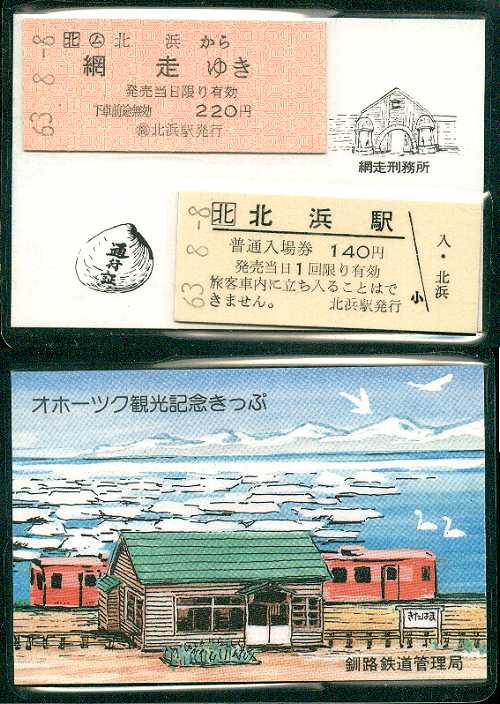 63. 8. -8
北 ム 北浜から
網走ゆき
発売当日限り有効
下車前途無効 220円
北浜駅発行
網走刑務所
通行証
63. 8. -8
北 北浜駅
普通入場券 140円
発売当日1回限り有効
旅客車内に立ち入ることはで
きません。 北浜駅発行
小
入・北浜
オホーツク観光記念きっぷ
きたはま
釧路鉄道管理局